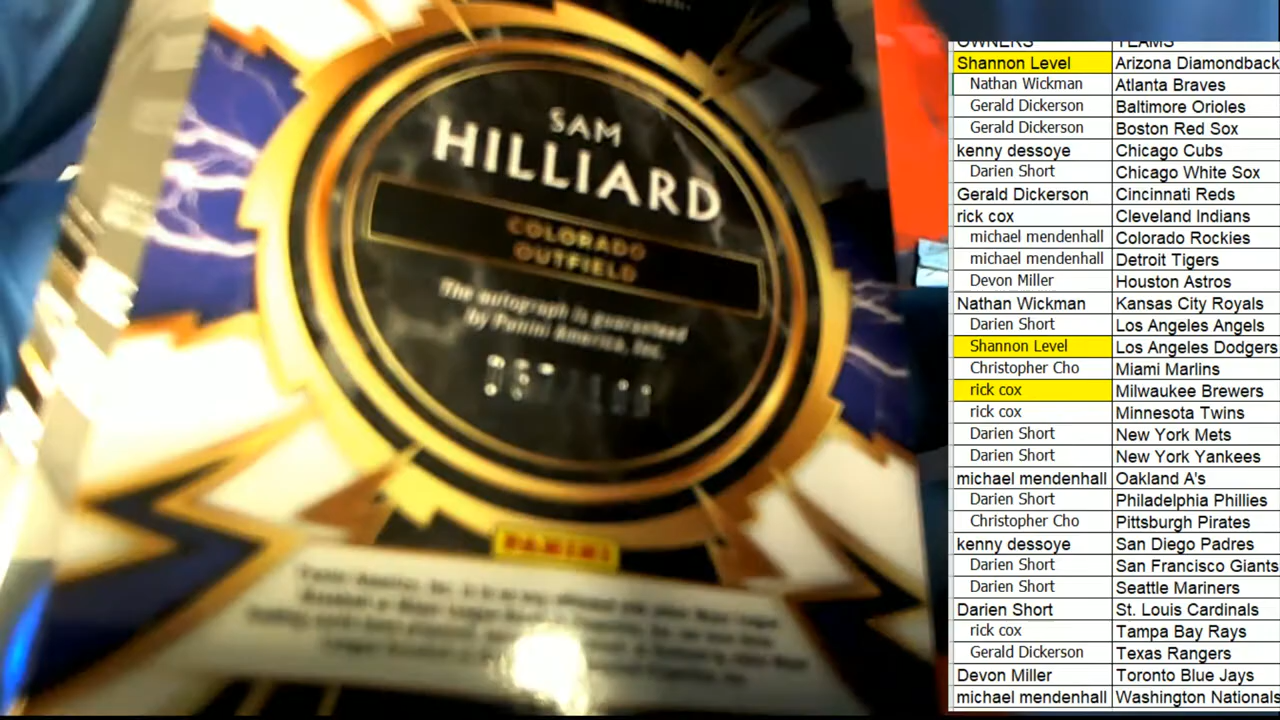 SAM
HILLIARD
COLORADO
OUTFIELD
The autograph is guaranteed
by Panini America, Inc.
PANINI
OWNERS TEAMS
Shannon Level Arizona Diamondback
Nathan Wickman Atlanta Braves
Gerald Dickerson Baltimore Orioles
Gerald Dickerson Boston Red Sox
kenny dessoye Chicago Cubs
Darien Short Chicago White Sox
Gerald Dickerson Cincinnati Reds
rick cox Cleveland Indians
michael mendenhall Colorado Rockies
michael mendenhall Detroit Tigers
Devon Miller Houston Astros
Nathan Wickman Kansas City Royals
Darien Short Los Angeles Angels
Shannon Level Los Angeles Dodgers
Christopher Cho Miami Marlins
rick cox Milwaukee Brewers
rick cox Minnesota Twins
Darien Short New York Mets
Darien Short New York Yankees
michael mendenhall Oakland A's
Darien Short Philadelphia Phillies
Christopher Cho Pittsburgh Pirates
kenny dessoye San Diego Padres
Darien Short San Francisco Giants
Darien Short Seattle Mariners
Darien Short St. Louis Cardinals
rick cox Tampa Bay Rays
Gerald Dickerson Texas Rangers
Devon Miller Toronto Blue Jays
michael mendenhall Washington Nationals